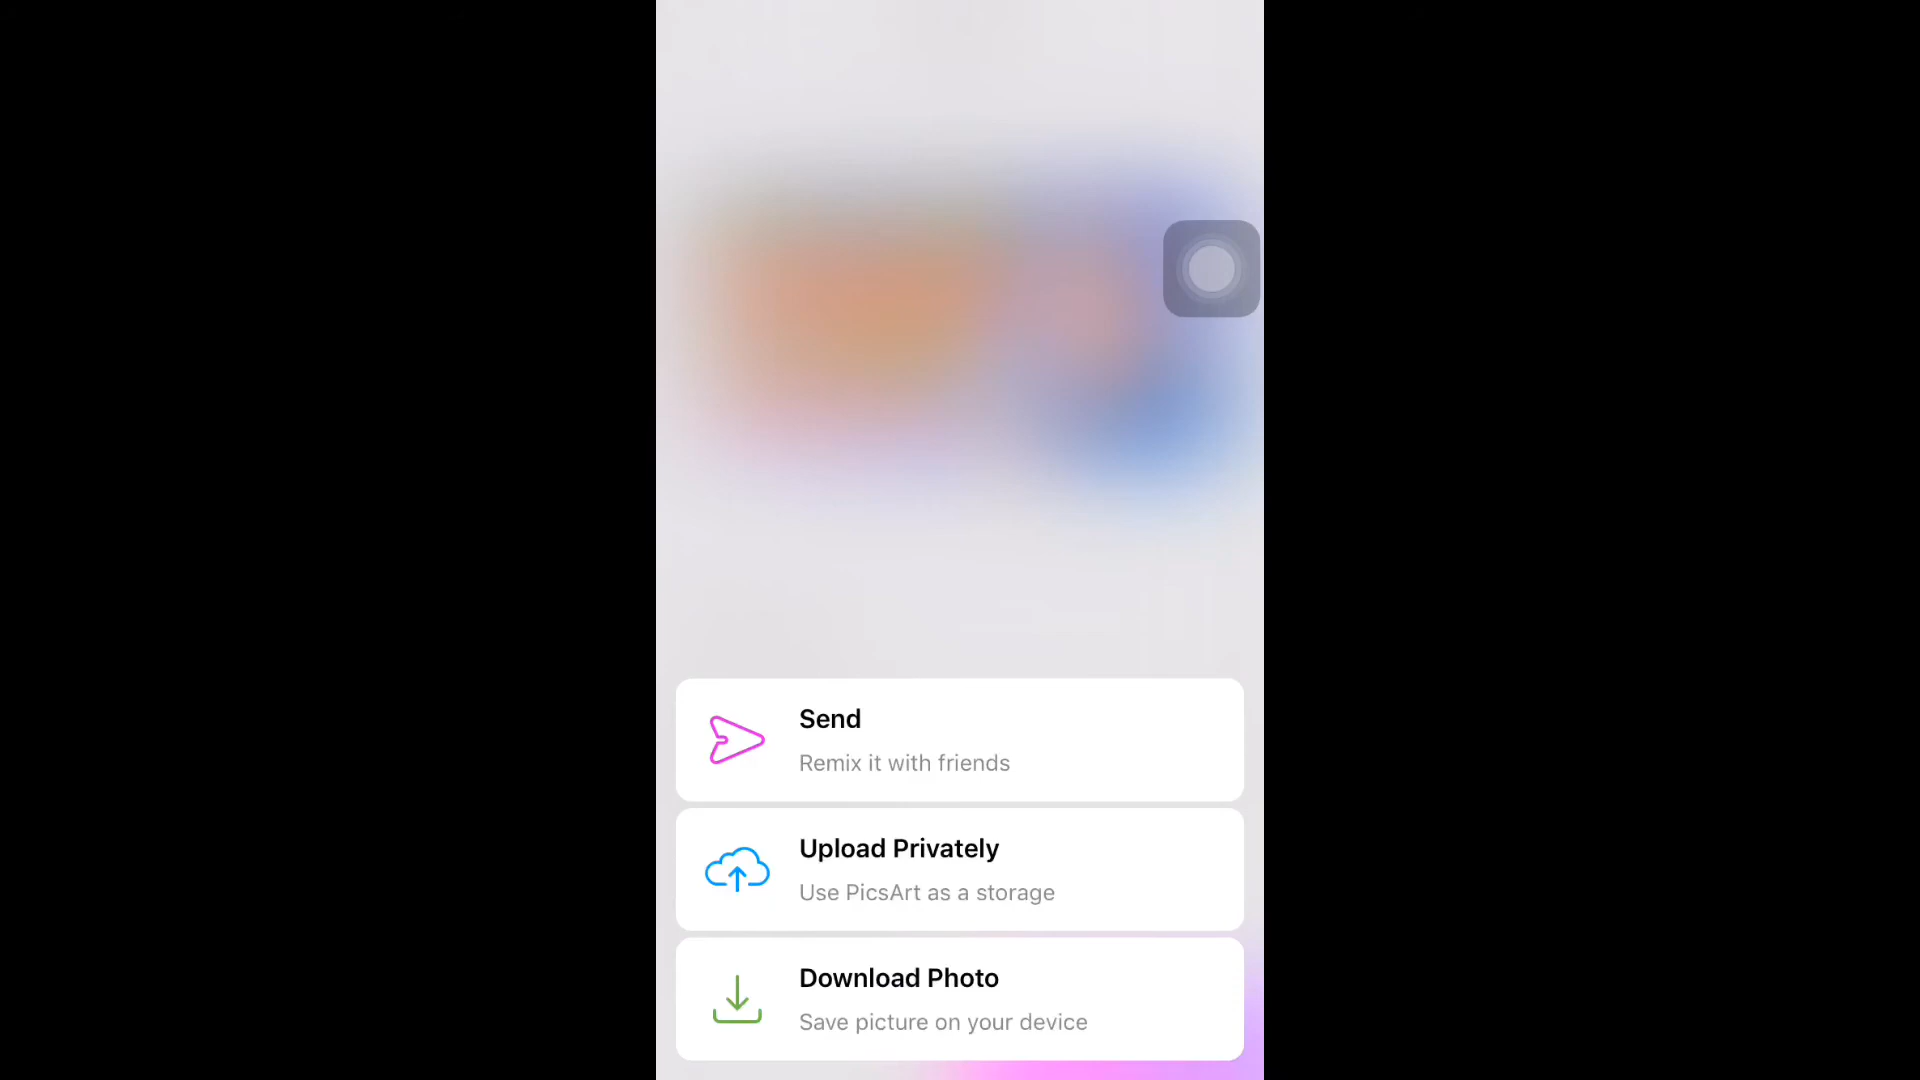 Send
Remix it with friends
Upload Privately
Use PicsArt as a storage
Download Photo
Save picture on your device